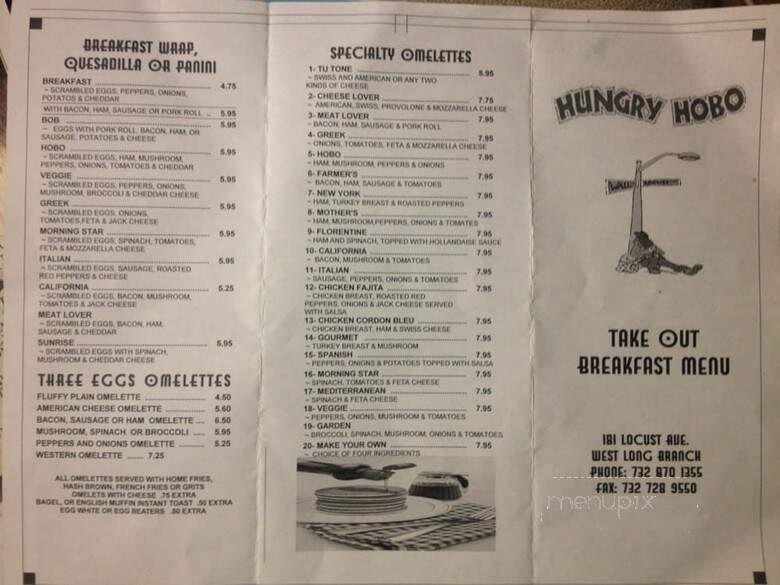 BREAKFAST WRAP,
QUESADILLA OR PANINI
BREAKFAST ........ 4.75
~ SCRAMBLED EGGS, PEPPERS, ONIONS,
POTATOS & CHEDDAR
WITH BACON, HAM, SAUSAGE OR PORK ROLL .. 5.95
BOB ........ 5.95
~ EGGS WITH PORK ROLL. BACON, HAM, OR
SAUSAGE, POTATOES & CHEESE
HOBO ........ 5.95
~ SCRAMBLED EGGS, HAM, MUSHROOM,
PEPPERS, ONIONS, TOMATOES & CHEDDAR
VEGGIE ........ 5.95
~ SCRAMBLED EGGS, PEPPERS, ONIONS,
MUSHROOM, BROCCOLI & CHEDDAR CHEESE
GREEK ........ 5.95
~ SCRAMBLED EGGS, ONIONS,
TOMATOES,FETA & JACK CHEESE
MORNING STAR ........ 5.95
~ SCRAMBLED EGGS, SPINACH, TOMATOES,
FETA & MOZZARELLA CHEESE
ITALIAN ........ 5.95
~ SCRAMBLED EGGS, SAUSAGE, ROASTED
RED PEPPERS & CHEESE
CALIFORNIA ........ 5.25
~ SCRAMBLED EGGS, BACON, MUSHROOM,
TOMATOES & JACK CHEESE
MEAT LOVER
~ SCRAMBLED EGGS, BACON, HAM,
SAUSAGE & CHEDDAR
SUNRISE ........ 5.95
~ SCRAMBLED EGGS WITH SPINACH,
MUSHROOM & CHEDDAR CHEESE
THREE EGGS OMELETTES
FLUFFY PLAIN OMELETTE ........ 4.50
AMERICAN CHEESE OMELETTE ........ 5.60
BACON, SAUSAGE OR HAM OMELETTE .... 6.50
MUSHROOM, SPINACH OR BROCCOLI ..... 5.95
PEPPERS AND ONIONS OMELETTE ........ 5.25
WESTERN OMELETTE ....... 7.25
ALL OMELETTES SERVED WITH HOME FRIES,
HASH BROWN, FRENCH FRIES OR GRITS
OMELETS WITH CHEESE .75 EXTRA
BAGEL, OR ENGLISH MUFFIN INSTANT TOAST .50 EXTRA
EGG WHITE OR EGG BEATERS .50 EXTRA
SPECIALTY OMELETTES
1- TU TONE ........ 5.95
~ SWISS AND AMERICAN OR ANY TWO
KINDS OF CHEESE
2- CHEESE LOVER ........ 7.75
~ AMERICAN, SWISS, PROVOLONE & MOZZARELLA CHEESE
3- MEAT LOVER ........ 7.95
~ BACON, HAM, SAUSAGE & PORK ROLL
4- GREEK ........ 7.95
~ ONIONS, TOMATOES, FETA & MOZZARELLA CHEESE
5- HOBO ........ 7.95
~ HAM, MUSHROOM, PEPPERS & ONIONS
6- FARMER'S ........ 7.95
~ BACON, HAM, SAUSAGE & TOMATOES
7- NEW YORK ........ 7.95
~ HAM, TURKEY BREAST & ROASTED PEPPERS
8- MOTHER'S ........ 7.95
~ HAM, MUSHROOM,PEPPERS, ONIONS & TOMATES
9- FLORENTINE ........ 7.95
~ HAM AND SPINACH, TOPPED WITH HOLLANDAISE SAUCE
10- CALIFORNIA ........ 7.95
~ BACON, MUSHROOM & TOMATOES
11- ITALIAN ........ 7.95
~ SAUSAGE, PEPPERS, ONIONS & TOMATOES
12- CHICKEN FAJITA ........ 7.95
~ CHICKEN BREAST, ROASTED RED
PEPPERS, ONIONS & JACK CHEESE SERVED
WITH SALSA
13- CHICKEN CORDON BLEU ........ 7.95
~ CHICKEN BREAST, HAM & SWISS CHEESE
14- GOURMET ........ 7.95
~ TURKEY BREAST & MUSHROOM
15- SPANISH ........ 7.95
~ PEPPERS, ONIONS & POTATOES TOPPED WITH SALSA
16- MORNING STAR ........ 7.95
~ SPINACH, TOMATOES & FETA CHEESE
17- MEDITERRANEAN ........ 7.95
~ SPINACH & FETA CHEESE
18- VEGGIE ........ 7.95
~ PEPPERS, ONIONS, MUSHROOM & TOMATOES
19- GARDEN
~ BROCCOLI, SPINACH, MUSHROOM, ONIONS & TOMATOES
20- MAKE YOUR OWN ........ 7.95
~ CHOICE OF FOUR INGREDIENTS
HUNGRY HOBO
TAKE OUT
BREAKFAST MENU
181 LOCUST AVE.
WEST LONG BRANCH
PHONE: 732 870 1355
FAX: 732 728 9550
menupix